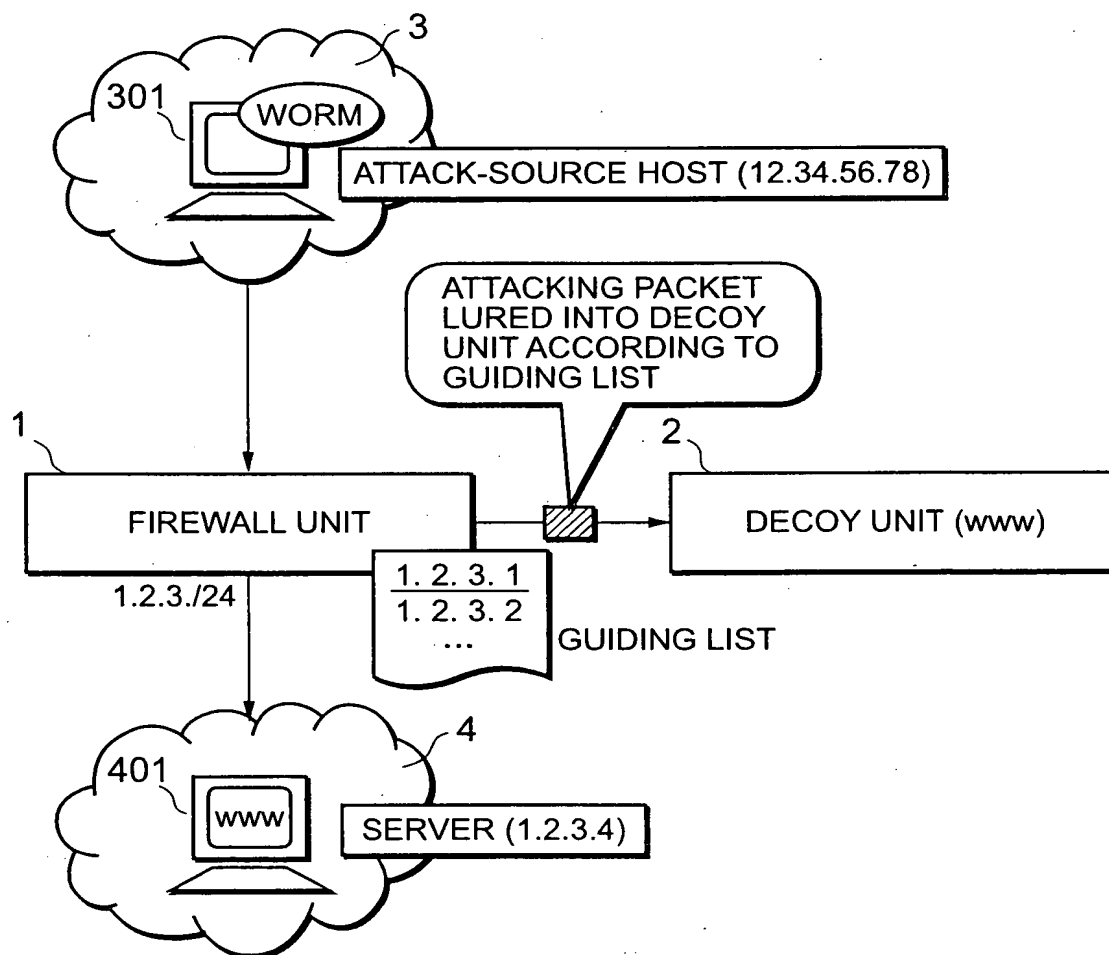 3
301
WORM
ATTACK-SOURCE HOST (12.34.56.78)
ATTACKING PACKET
LURED INTO DECOY
UNIT ACCORDING TO
GUIDING LIST
1
2
FIREWALL UNIT
DECOY UNIT (www)
1.2.3./24
1. 2. 3. 1
1. 2. 3. 2
...
GUIDING LIST
4
401
www
SERVER (1.2.3.4)